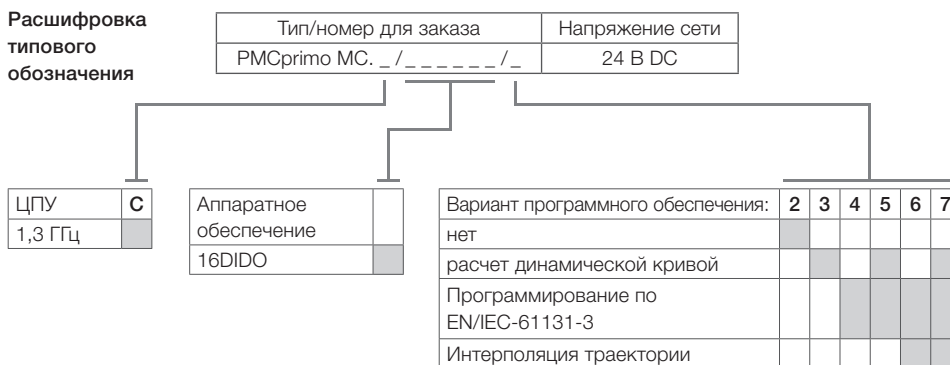 Расшифровка
типового
обозначения
Тип/номер для заказа Напряжение сети
PMCprimo MC. _ /_ _ _ _ _ _ /_ 24 В DC
ЦПУ C
1,3 ГГц
Аппаратное
обеспечение
16DIDO
Вариант программного обеспечения: 2 3 4 5 6 7
нет
расчет динамической кривой
Программирование по
EN/IEC-61131-3
Интерполяция траектории